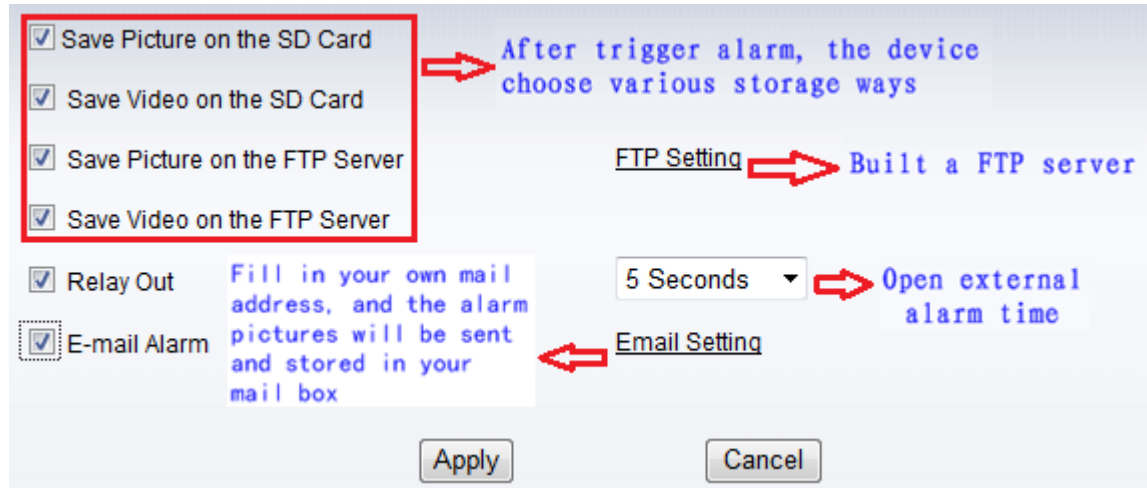 Save Picture on the SD Card
After trigger alarm, the device
choose various storage ways
Save Video on the SD Card
Save Picture on the FTP Server
FTP Setting
Built a FTP server
Save Video on the FTP Server
Relay Out
Fill in your own mail
address, and the alarm
pictures will be sent
and stored in your
mail box
5 Seconds
Open external
alarm time
E-mail Alarm
Email Setting
Apply
Cancel